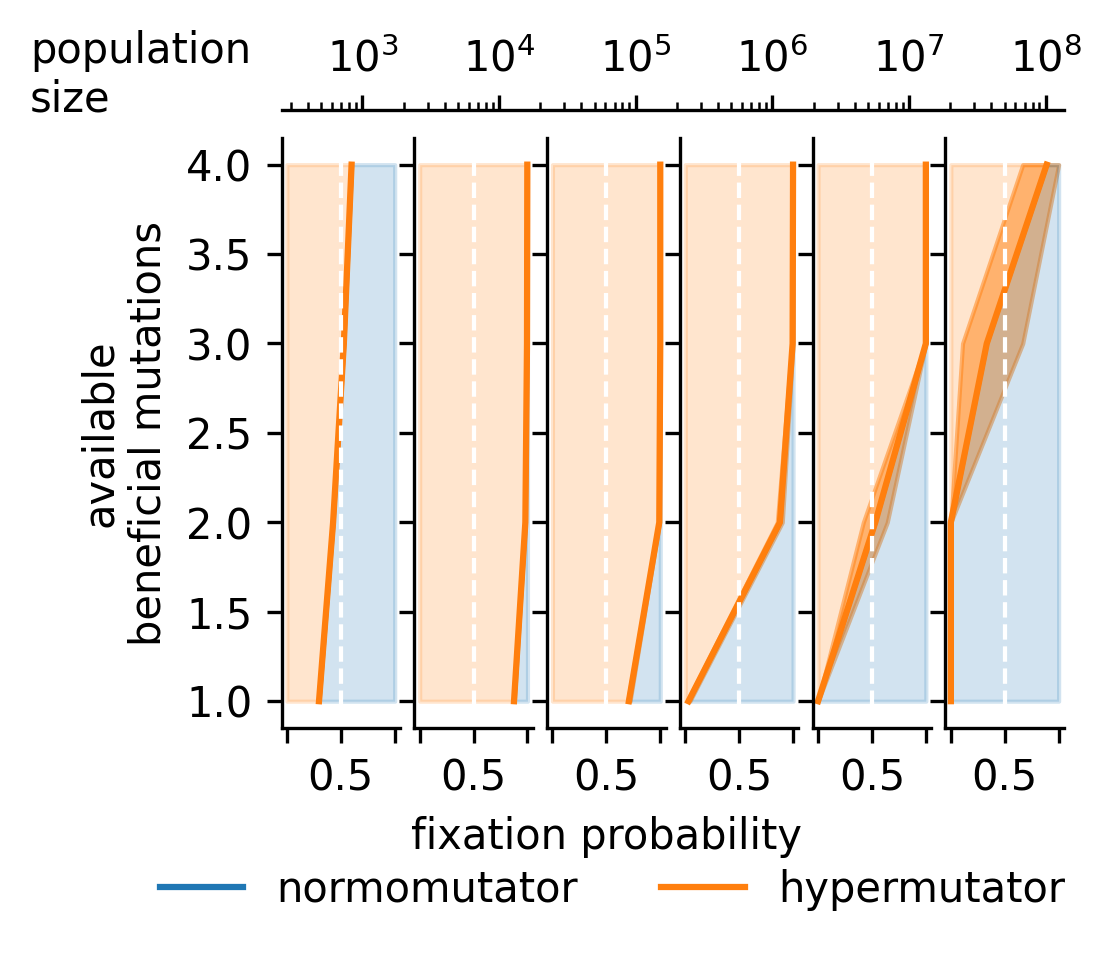 population
size
10³ 10⁴ 10⁵ 10⁶ 10⁷ 10⁸
available
beneficial mutations
4.0
3.5
3.0
2.5
2.0
1.5
1.0
0.5 0.5 0.5 0.5 0.5 0.5
fixation probability
normomutator hypermutator